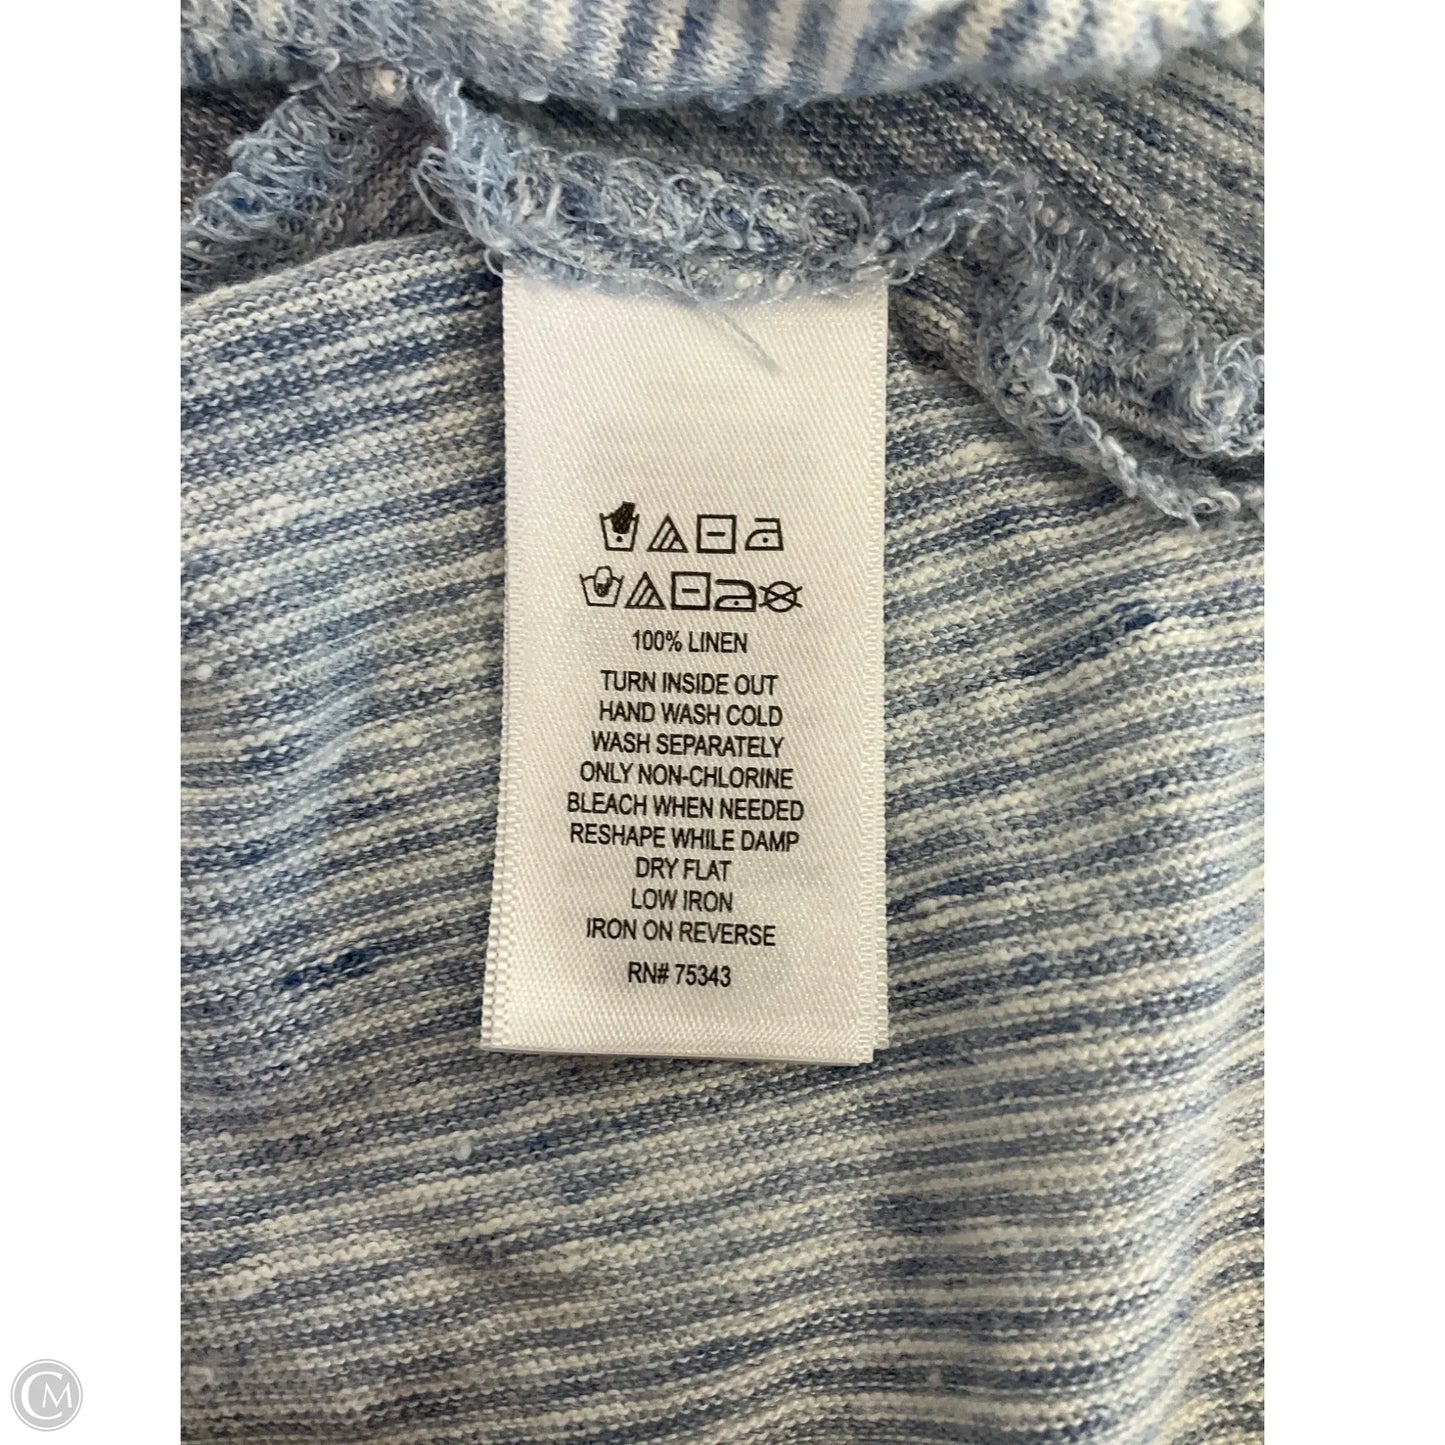 100% LINEN
TURN INSIDE OUT
HAND WASH COLD
WASH SEPARATELY
ONLY NON-CHLORINE
BLEACH WHEN NEEDED
RESHAPE WHILE DAMP
DRY FLAT
LOW IRON
IRON ON REVERSE
RN# 75343
CM